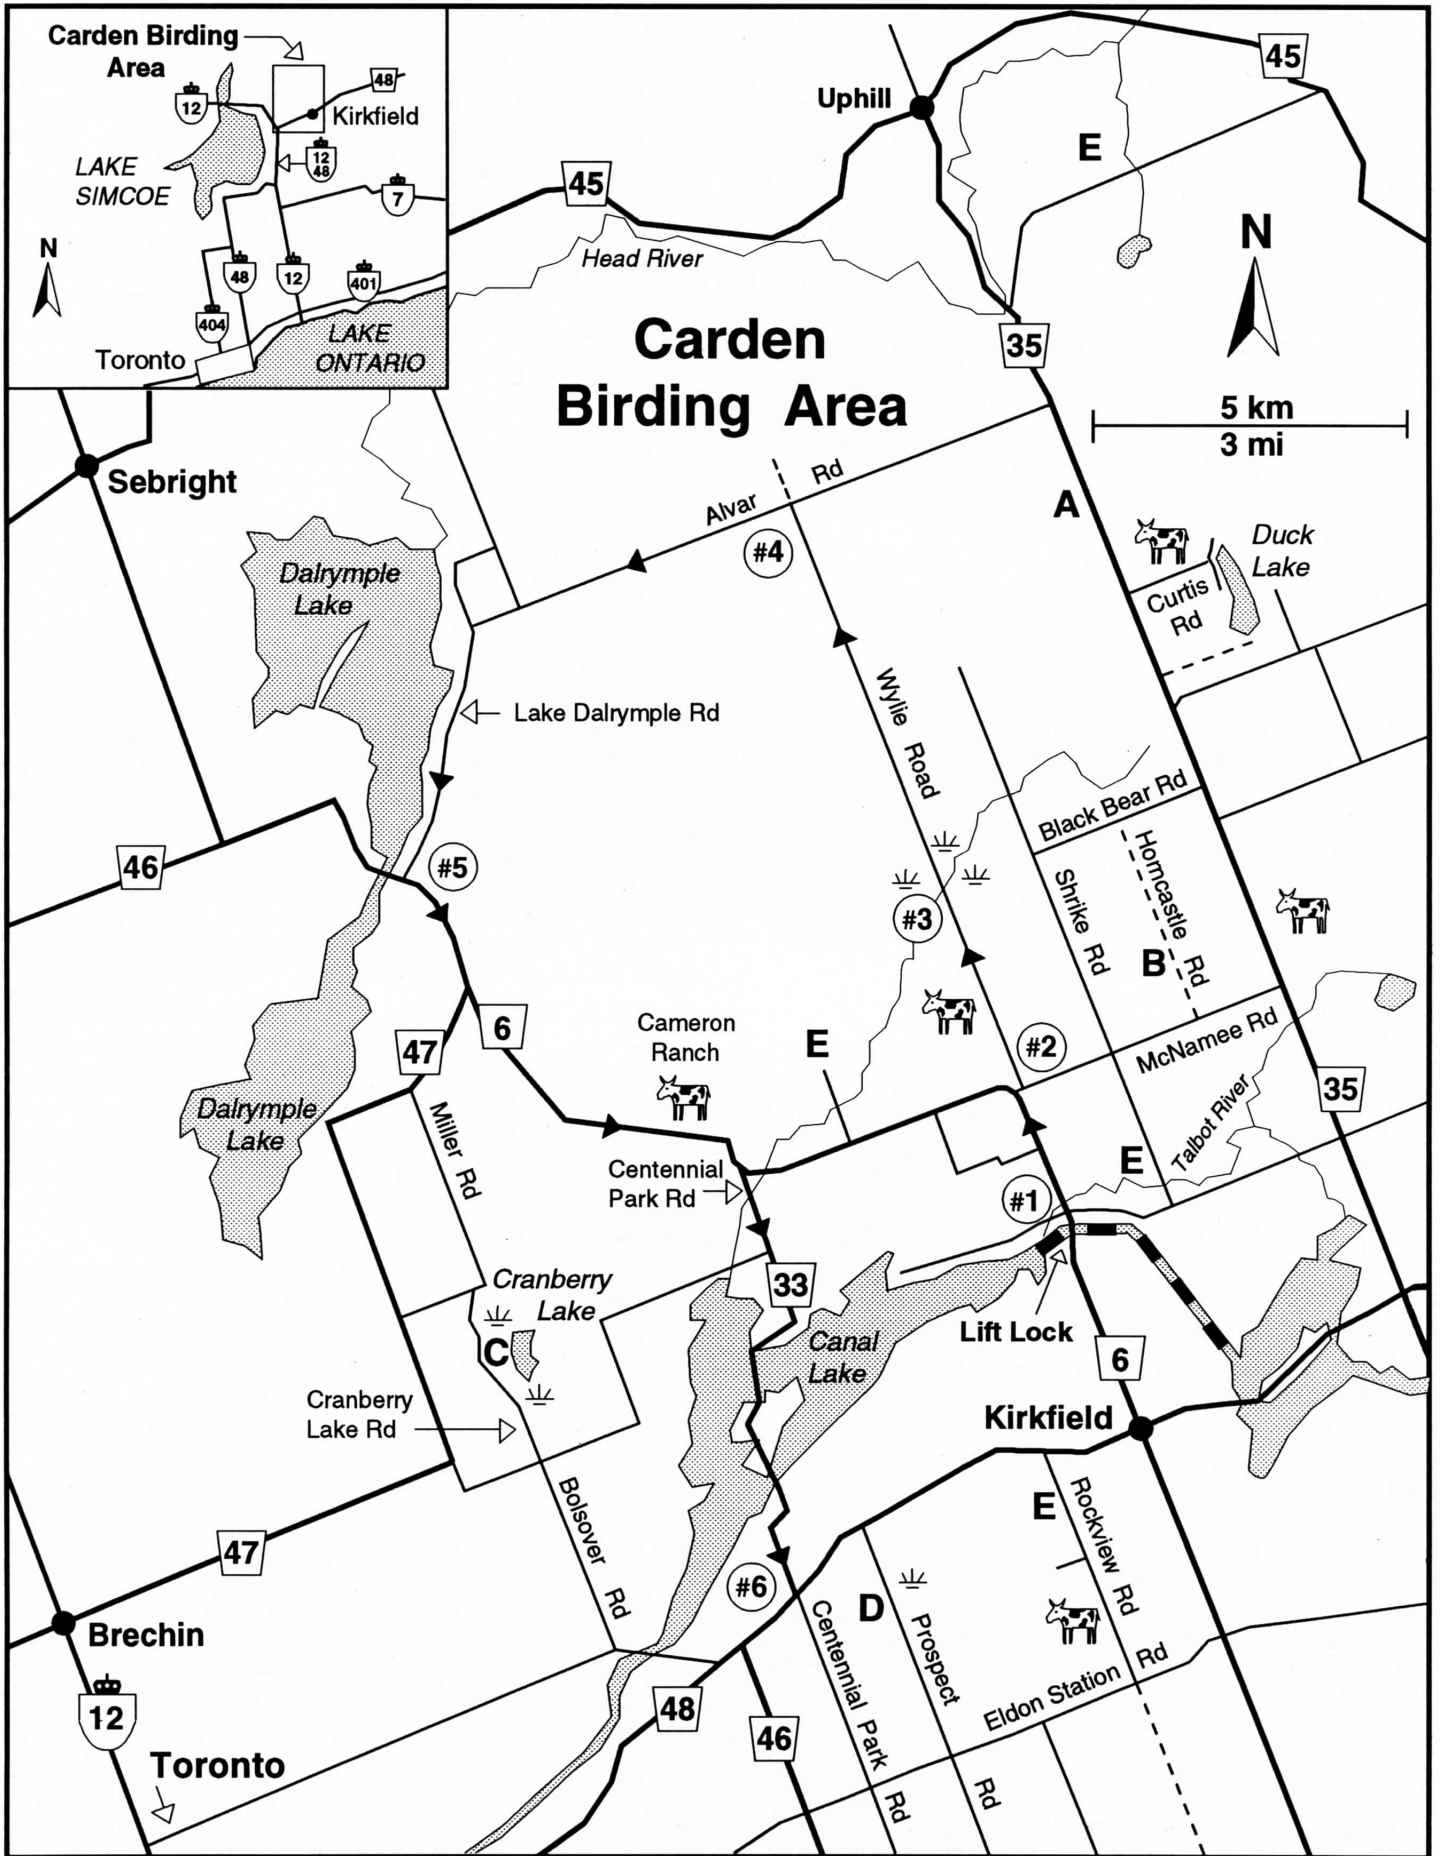 Carden Birding
Area
48
12
Kirkfield
LAKE
SIMCOE
12
48
7
N
48
12
401
404
LAKE
ONTARIO
Toronto
45
Uphill
E
45
Head River
N
Carden
Birding Area
35
5 km
3 mi
Sebright
Alvar Rd
A
#4
Duck
Lake
Curtis
Rd
Dalrymple
Lake
Wylie Road
Lake Dalrymple Rd
Black Bear Rd
46
#5
Shrike Rd
Horncastle Rd
#3
B
6
47
Cameron
Ranch
E
#2
McNamee Rd
35
Dalrymple
Lake
Miller Rd
Talbot River
E
Centennial
Park Rd
#1
Cranberry
Lake
33
C
Canal
Lake
Lift Lock
6
Cranberry
Lake Rd
Kirkfield
Bolsover Rd
E
Rockview Rd
47
#6
D
Brechin
Centennial Park Rd
Prospect Rd
Eldon Station Rd
12
48
46
Toronto